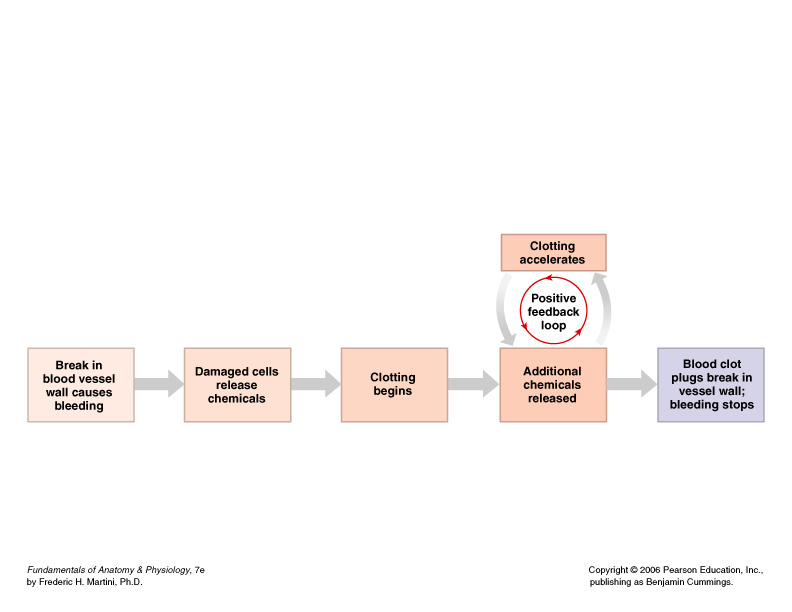 Clotting
accelerates
Positive
feedback
loop
Break in
blood vessel
wall causes
bleeding
Damaged cells
release
chemicals
Clotting
begins
Additional
chemicals
released
Blood clot
plugs break in
vessel wall;
bleeding stops
Fundamentals of Anatomy & Physiology, 7e
by Frederic H. Martini, Ph.D.
Copyright © 2006 Pearson Education, Inc.,
publishing as Benjamin Cummings.